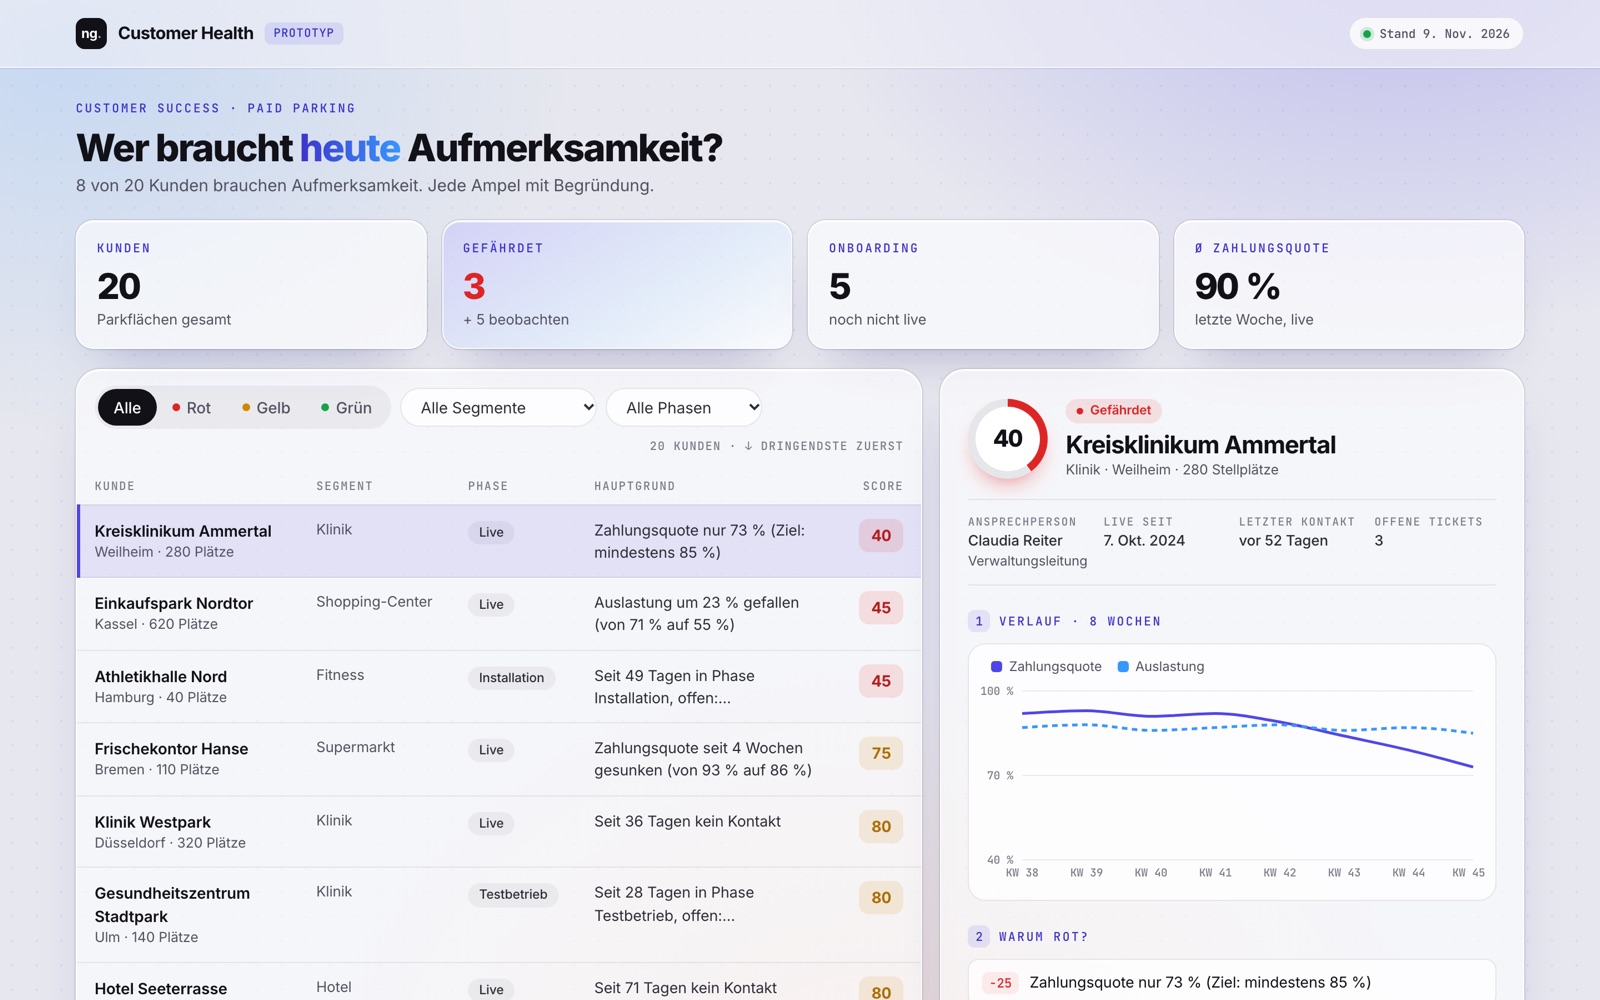 ng.
Customer Health
PROTOTYP
Stand 9. Nov. 2026
CUSTOMER SUCCESS · PAID PARKING
Wer braucht heute Aufmerksamkeit?
8 von 20 Kunden brauchen Aufmerksamkeit. Jede Ampel mit Begründung.
KUNDEN
20
Parkflächen gesamt
GEFÄHRDET
3
+ 5 beobachten
ONBOARDING
5
noch nicht live
Ø ZAHLUNGSQUOTE
90 %
letzte Woche, live
Alle
Rot
Gelb
Grün
Alle Segmente
Alle Phasen
20 KUNDEN · ↓ DRINGENDSTE ZUERST
KUNDE SEGMENT PHASE HAUPTGRUND SCORE
Kreisklinikum Ammertal
Weilheim · 280 Plätze
Klinik
Live
Zahlungsquote nur 73 % (Ziel:
mindestens 85 %)
40
Einkaufspark Nordtor
Kassel · 620 Plätze
Shopping-Center
Live
Auslastung um 23 % gefallen
(von 71 % auf 55 %)
45
Athletikhalle Nord
Hamburg · 40 Plätze
Fitness
Installation
Seit 49 Tagen in Phase
Installation, offen:...
45
Frischekontor Hanse
Bremen · 110 Plätze
Supermarkt
Live
Zahlungsquote seit 4 Wochen
gesunken (von 93 % auf 86 %)
75
Klinik Westpark
Düsseldorf · 320 Plätze
Klinik
Live
Seit 36 Tagen kein Kontakt
80
Gesundheitszentrum
Stadtpark
Ulm · 140 Plätze
Klinik
Testbetrieb
Seit 28 Tagen in Phase
Testbetrieb, offen:...
80
Hotel Seeterrasse
Hotel
Live
Seit 71 Tagen kein Kontakt
80
40
Gefährdet
Kreisklinikum Ammertal
Klinik · Weilheim · 280 Stellplätze
ANSPRECHPERSON
Claudia Reiter
Verwaltungsleitung
LIVE SEIT
7. Okt. 2024
LETZTER KONTAKT
vor 52 Tagen
OFFENE TICKETS
3
1 VERLAUF · 8 WOCHEN
Zahlungsquote
Auslastung
100 %
70 %
40 %
KW 38 KW 39 KW 40 KW 41 KW 42 KW 43 KW 44 KW 45
2 WARUM ROT?
-25 Zahlungsquote nur 73 % (Ziel: mindestens 85 %)